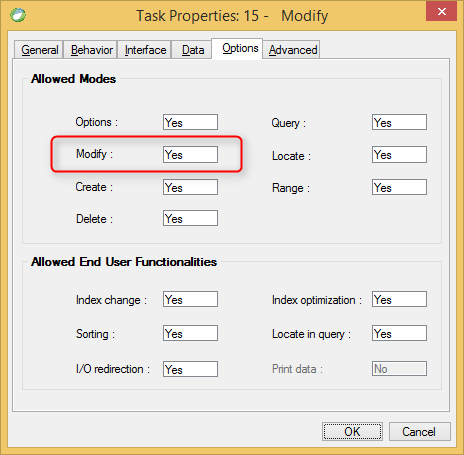 Task Properties: 15 - Modify
General Behavior Interface Data Options Advanced
Allowed Modes
Options : Yes Query : Yes
Modify : Yes Locate : Yes
Create : Yes Range : Yes
Delete : Yes
Allowed End User Functionalities
Index change : Yes Index optimization : Yes
Sorting : Yes Locate in query : Yes
I/O redirection : Yes Print data : No
OK Cancel